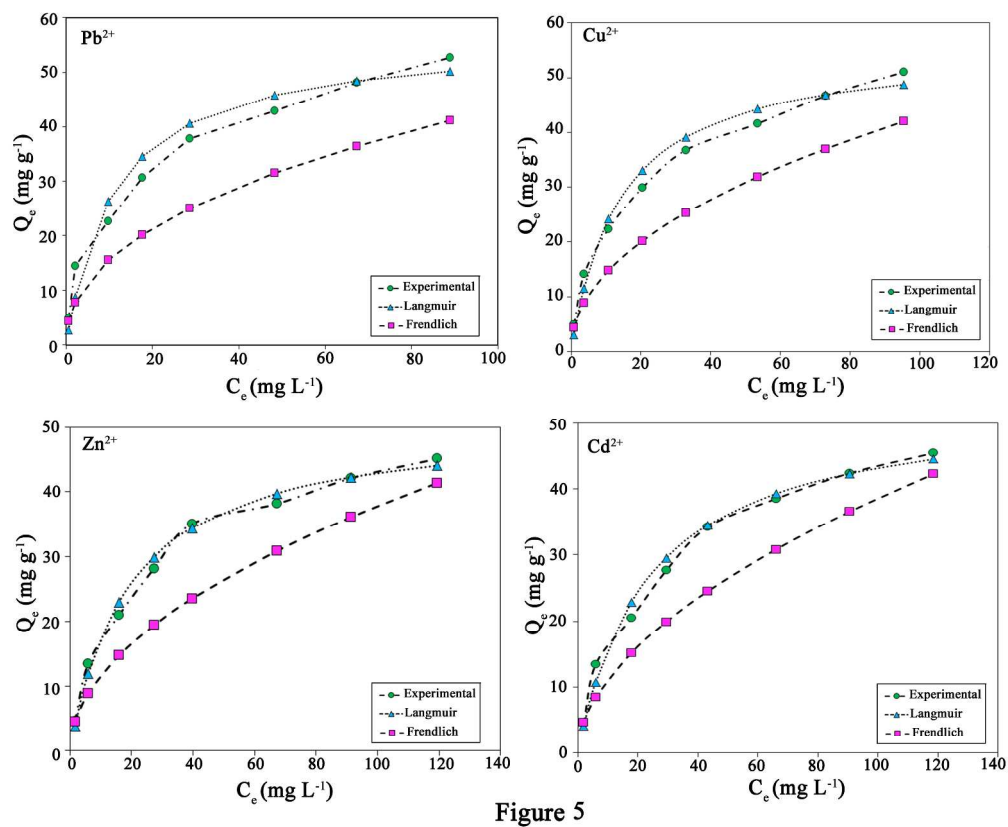 Pb²⁺
60
50
40
30
20
10
0
Qₑ (mg g⁻¹)
Experimental
Langmuir
Frendlich
0 20 40 60 80 100
Cₑ (mg L⁻¹)
Cu²⁺
60
50
40
30
20
10
0
Qₑ (mg g⁻¹)
Experimental
Langmuir
Frendlich
0 20 40 60 80 100 120
Cₑ (mg L⁻¹)
Zn²⁺
50
40
30
20
10
0
Qₑ (mg g⁻¹)
Experimental
Langmuir
Frendlich
0 20 40 60 80 100 120 140
Cₑ (mg L⁻¹)
Cd²⁺
50
40
30
20
10
0
Qₑ (mg g⁻¹)
Experimental
Langmuir
Frendlich
0 20 40 60 80 100 120 140
Cₑ (mg L⁻¹)
Figure 5